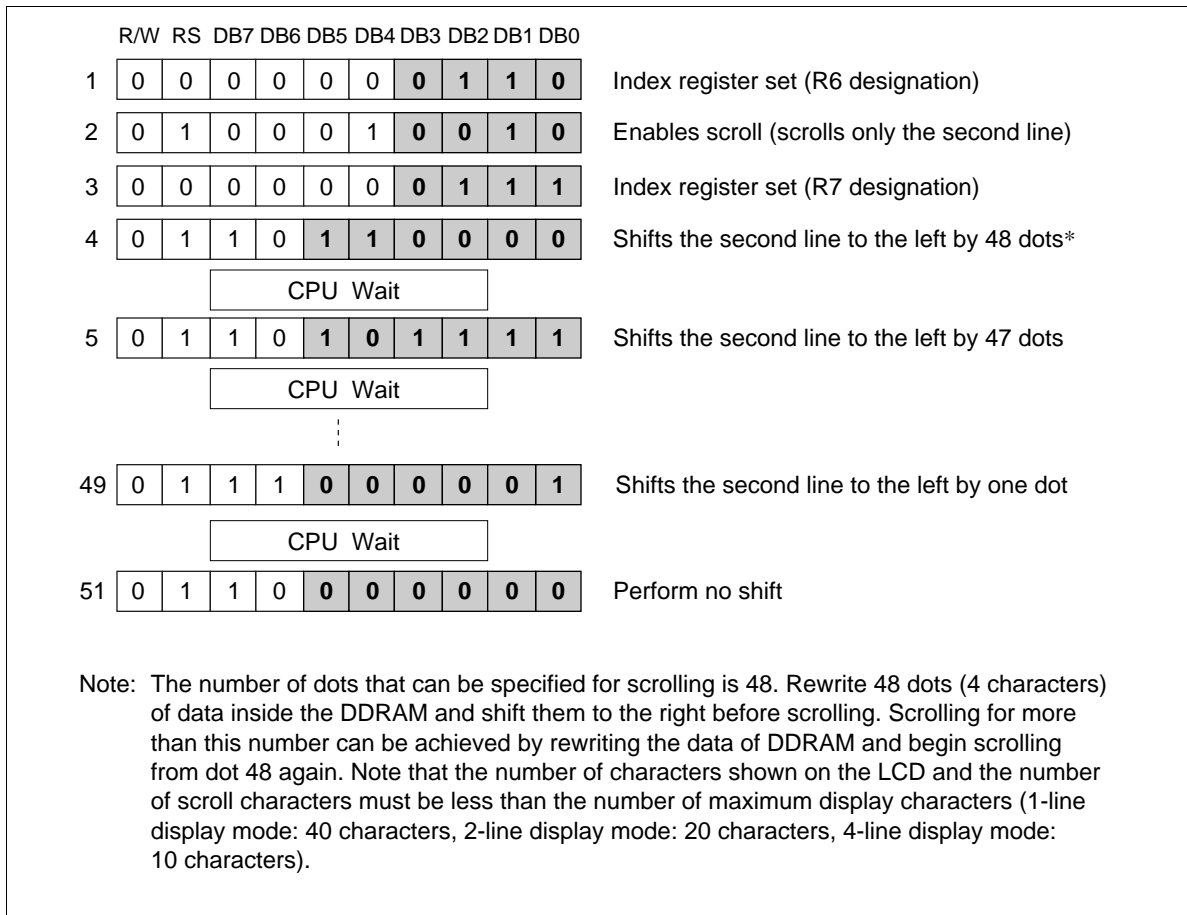 R/W RS DB7 DB6 DB5 DB4 DB3 DB2 DB1 DB0
1 0 0 0 0 0 0 0 1 1 0 Index register set (R6 designation)
2 0 1 0 0 0 1 0 0 1 0 Enables scroll (scrolls only the second line)
3 0 0 0 0 0 0 0 1 1 1 Index register set (R7 designation)
4 0 1 1 0 1 1 0 0 0 0 Shifts the second line to the left by 48 dots*
CPU Wait
5 0 1 1 0 1 0 1 1 1 1 Shifts the second line to the left by 47 dots
CPU Wait
49 0 1 1 1 0 0 0 0 0 1 Shifts the second line to the left by one dot
CPU Wait
51 0 1 1 0 0 0 0 0 0 0 Perform no shift
Note: The number of dots that can be specified for scrolling is 48. Rewrite 48 dots (4 characters)
of data inside the DDRAM and shift them to the right before scrolling. Scrolling for more
than this number can be achieved by rewriting the data of DDRAM and begin scrolling
from dot 48 again. Note that the number of characters shown on the LCD and the number
of scroll characters must be less than the number of maximum display characters (1-line
display mode: 40 characters, 2-line display mode: 20 characters, 4-line display mode:
10 characters).